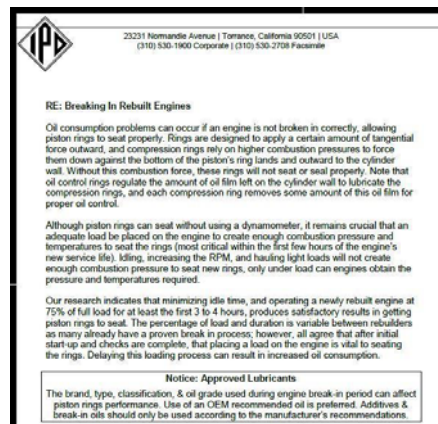 IPD
23231 Normandie Avenue | Torrance, California 90501 | USA
(310) 530-1900 Corporate | (310) 530-2708 Facsimile
RE: Breaking In Rebuilt Engines
Oil consumption problems can occur if an engine is not broken in correctly, allowing
piston rings to seat properly. Rings are designed to apply a certain amount of tangential
force outward, and compression rings rely on higher combustion pressures to force
them down against the bottom of the piston's ring lands and outward to the cylinder
wall. Without this combustion force, these rings will not seat or seal properly. Note that
oil control rings regulate the amount of oil film left on the cylinder wall to lubricate the
compression rings, and each compression ring removes some amount of this oil film for
proper oil control.
Although piston rings can seat without using a dynamometer, it remains crucial that an
adequate load be placed on the engine to create enough combustion pressure and
temperatures to seat the rings (most critical within the first few hours of the engine's
new service life). Idling, increasing the RPM, and hauling light loads will not create
enough combustion pressure to seat new rings, only under load can engines obtain the
pressure and temperatures required.
Our research indicates that minimizing idle time, and operating a newly rebuilt engine at
75% of full load for at least the first 3 to 4 hours, produces satisfactory results in getting
piston rings to seat. The percentage of load and duration is variable between rebuilders
as many already have a proven break in process; however, all agree that after initial
start-up and checks are complete, that placing a load on the engine is vital to seating
the rings. Delaying this loading process can result in increased oil consumption.
Notice: Approved Lubricants
The brand, type, classification, & oil grade used during engine break-in period can affect
piston rings performance. Use of an OEM recommended oil is preferred. Additives &
break-in oils should only be used according to the manufacturer's recommendations.